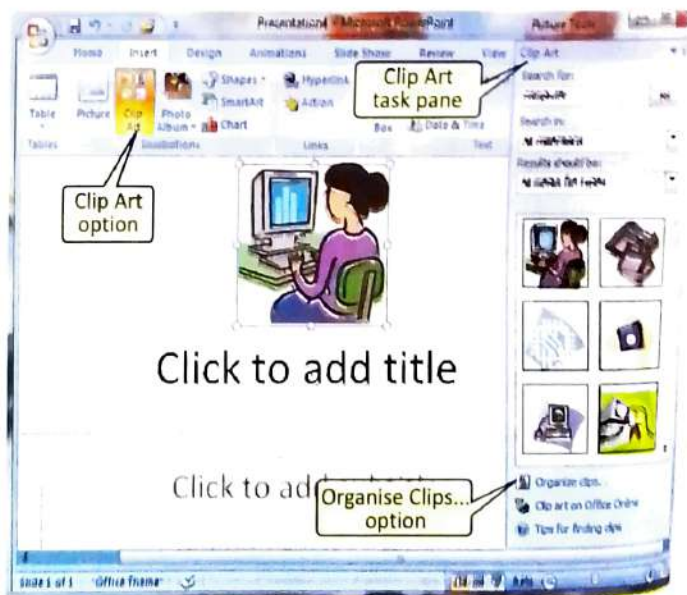 Presentation4 - Microsoft PowerPoint
Picture Tools
Home Insert Design Animations Slide Show Review View
Clip Art
Clip Art
task pane
Search for:
Search in:
Results should be:
Table
Picture
Clip
Art
Photo
Album
Shapes
SmartArt
Chart
Hyperlink
Action
Box
Date & Time
Tables
Illustrations
Links
Text
Clip Art
option
Click to add title
Click to add
Organise Clips...
option
Organize clips...
Clip art on Office Online
Tips for finding clips
Slide 1 of 1
"Office Theme"